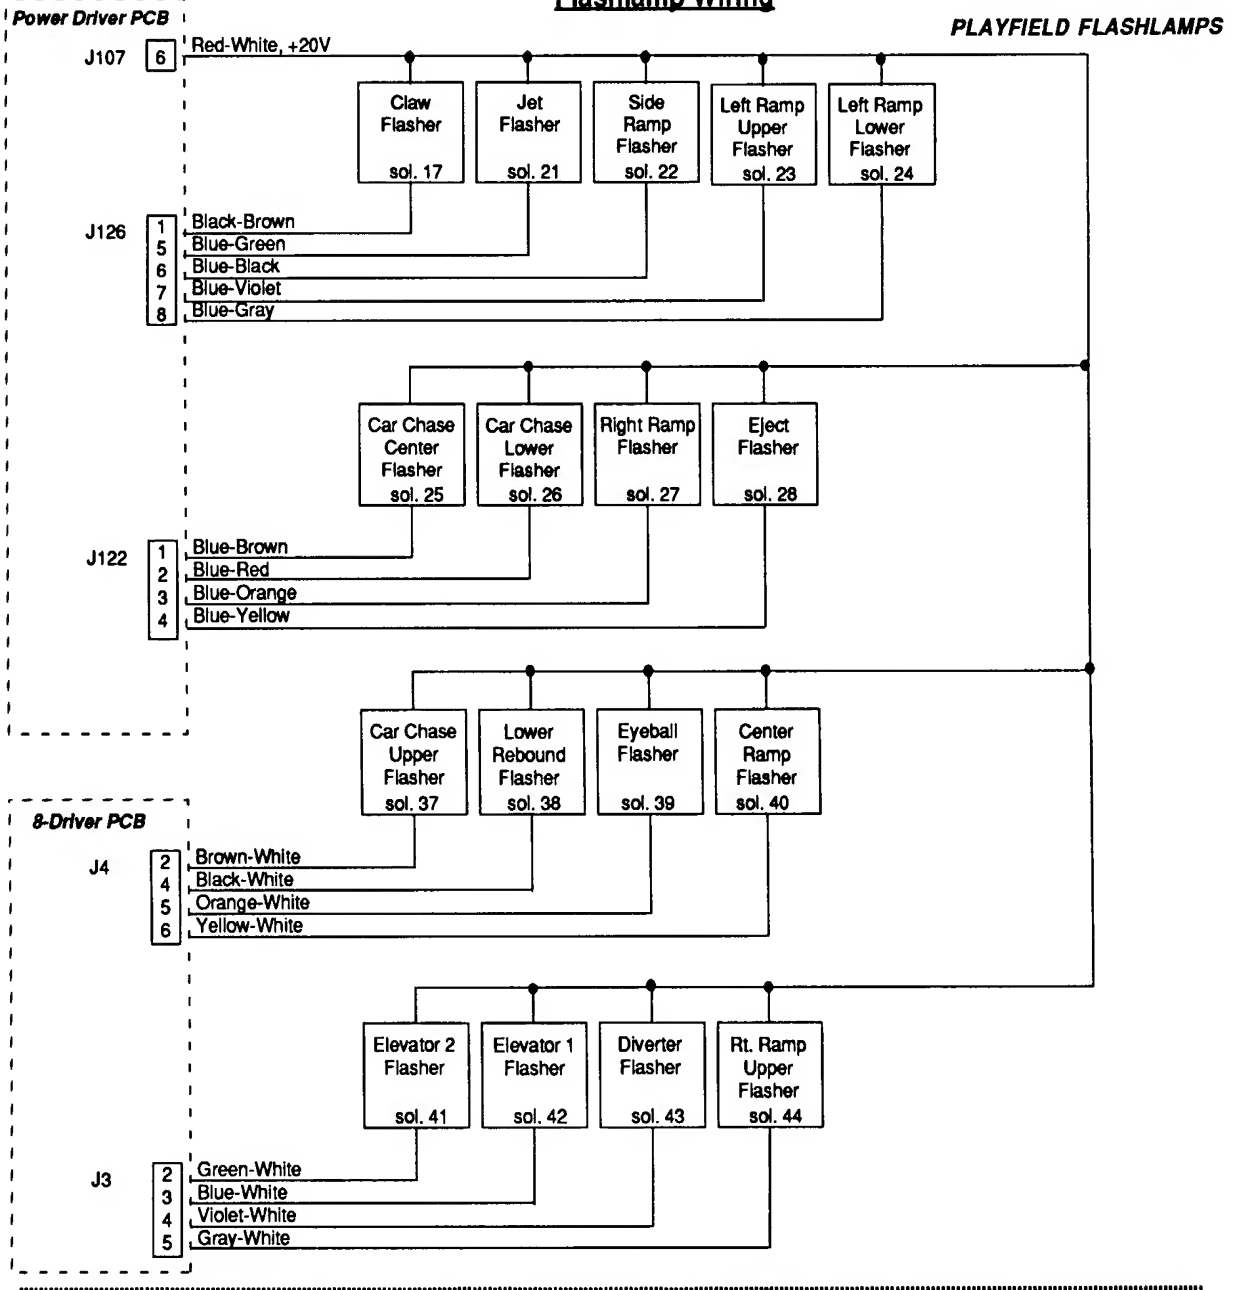 Flashlamp Wiring
Power Driver PCB
PLAYFIELD FLASHLAMPS
J107 6 Red-White, +20V
Claw Flasher sol. 17
Jet Flasher sol. 21
Side Ramp Flasher sol. 22
Left Ramp Upper Flasher sol. 23
Left Ramp Lower Flasher sol. 24
J126
1 Black-Brown
5 Blue-Green
6 Blue-Black
7 Blue-Violet
8 Blue-Gray
Car Chase Center Flasher sol. 25
Car Chase Lower Flasher sol. 26
Right Ramp Flasher sol. 27
Eject Flasher sol. 28
J122
1 Blue-Brown
2 Blue-Red
3 Blue-Orange
4 Blue-Yellow
Car Chase Upper Flasher sol. 37
Lower Rebound Flasher sol. 38
Eyeball Flasher sol. 39
Center Ramp Flasher sol. 40
8-Driver PCB
J4
2 Brown-White
4 Black-White
5 Orange-White
6 Yellow-White
Elevator 2 Flasher sol. 41
Elevator 1 Flasher sol. 42
Diverter Flasher sol. 43
Rt. Ramp Upper Flasher sol. 44
J3
2 Green-White
3 Blue-White
4 Violet-White
5 Gray-White